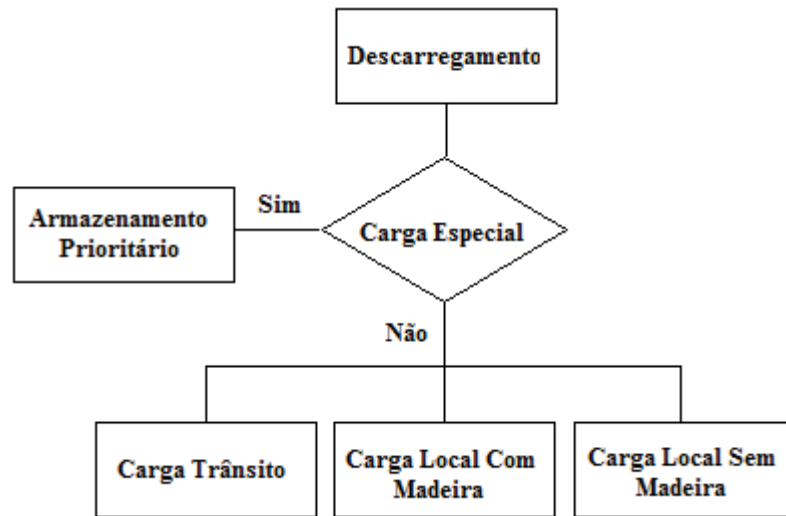 Descarregamento
Sim
Armazenamento
Prioritário
Carga Especial
Não
Carga Trânsito
Carga Local Com
Madeira
Carga Local Sem
Madeira